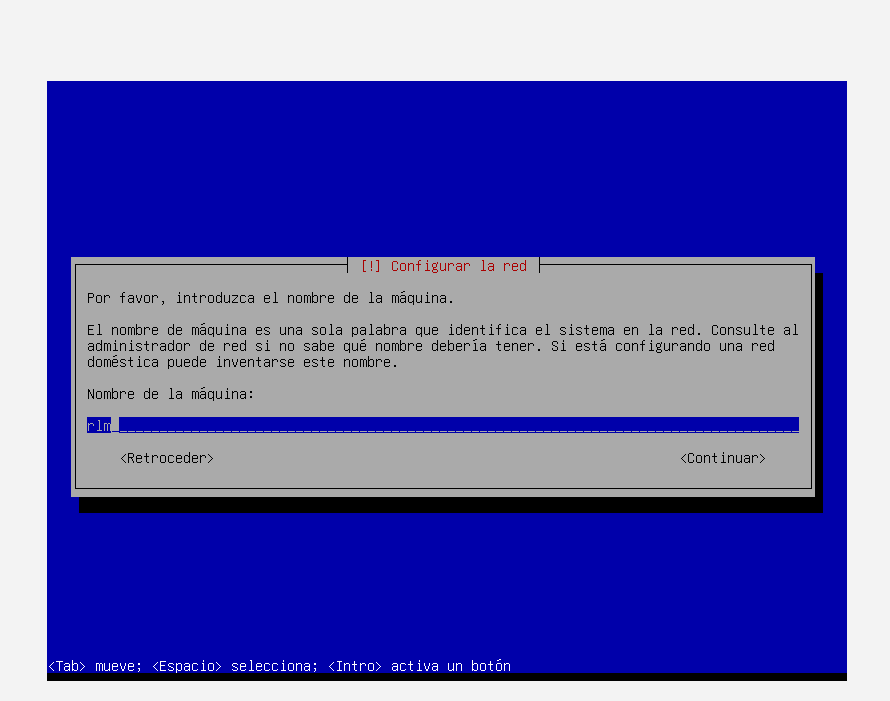 [!] Configurar la red
Por favor, introduzca el nombre de la máquina.
El nombre de máquina es una sola palabra que identifica el sistema en la red. Consulte al
administrador de red si no sabe qué nombre debería tener. Si está configurando una red
doméstica puede inventarse este nombre.
Nombre de la máquina:
rlm
<Retroceder> <Continuar>
<Tab> mueve; <Espacio> selecciona; <Intro> activa un botón